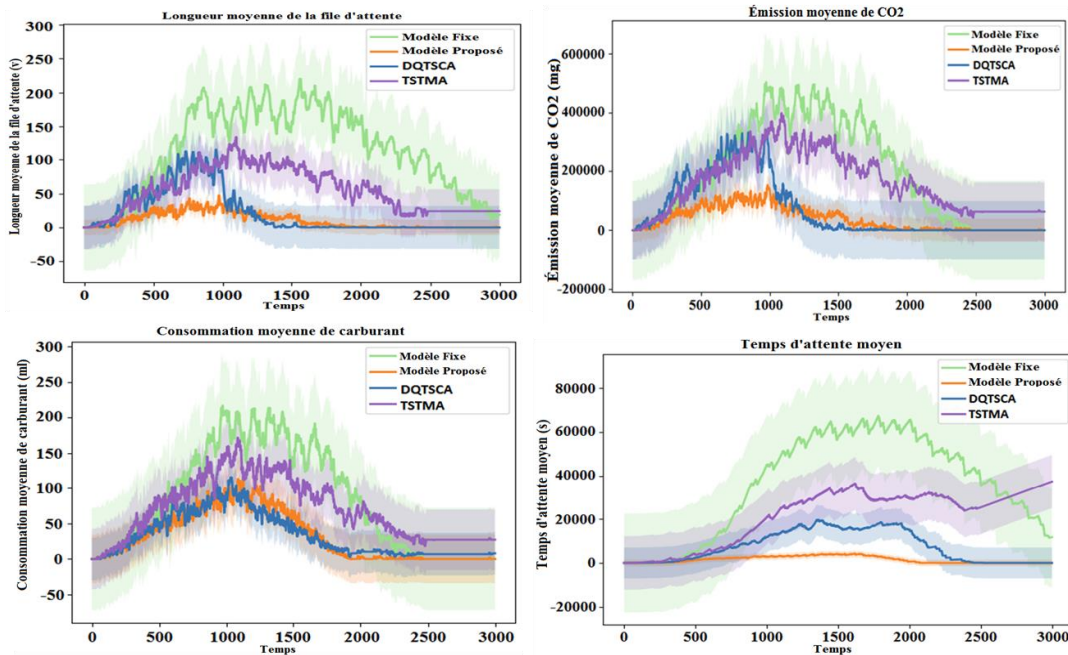 Longueur moyenne de la file d'attente
Longueur moyenne de la file d'attente (v)
300
250
200
150
100
50
0
-50
Modèle Fixe
Modèle Proposé
DQTSCA
TSTMA
0 500 1000 1500 2000 2500 3000
Temps
Émission moyenne de CO2
Émission moyenne de CO2 (mg)
600000
400000
200000
0
-200000
Modèle Fixe
Modèle Proposé
DQTSCA
TSTMA
0 500 1000 1500 2000 2500 3000
Temps
Consommation moyenne de carburant
Consommation moyenne de carburant (ml)
300
250
200
150
100
50
0
-50
Modèle Fixe
Modèle Proposé
DQTSCA
TSTMA
0 500 1000 1500 2000 2500 3000
Temps
Temps d'attente moyen
Temps d'attente moyen (s)
80000
60000
40000
20000
0
-20000
Modèle Fixe
Modèle Proposé
DQTSCA
TSTMA
0 500 1000 1500 2000 2500 3000
Temps